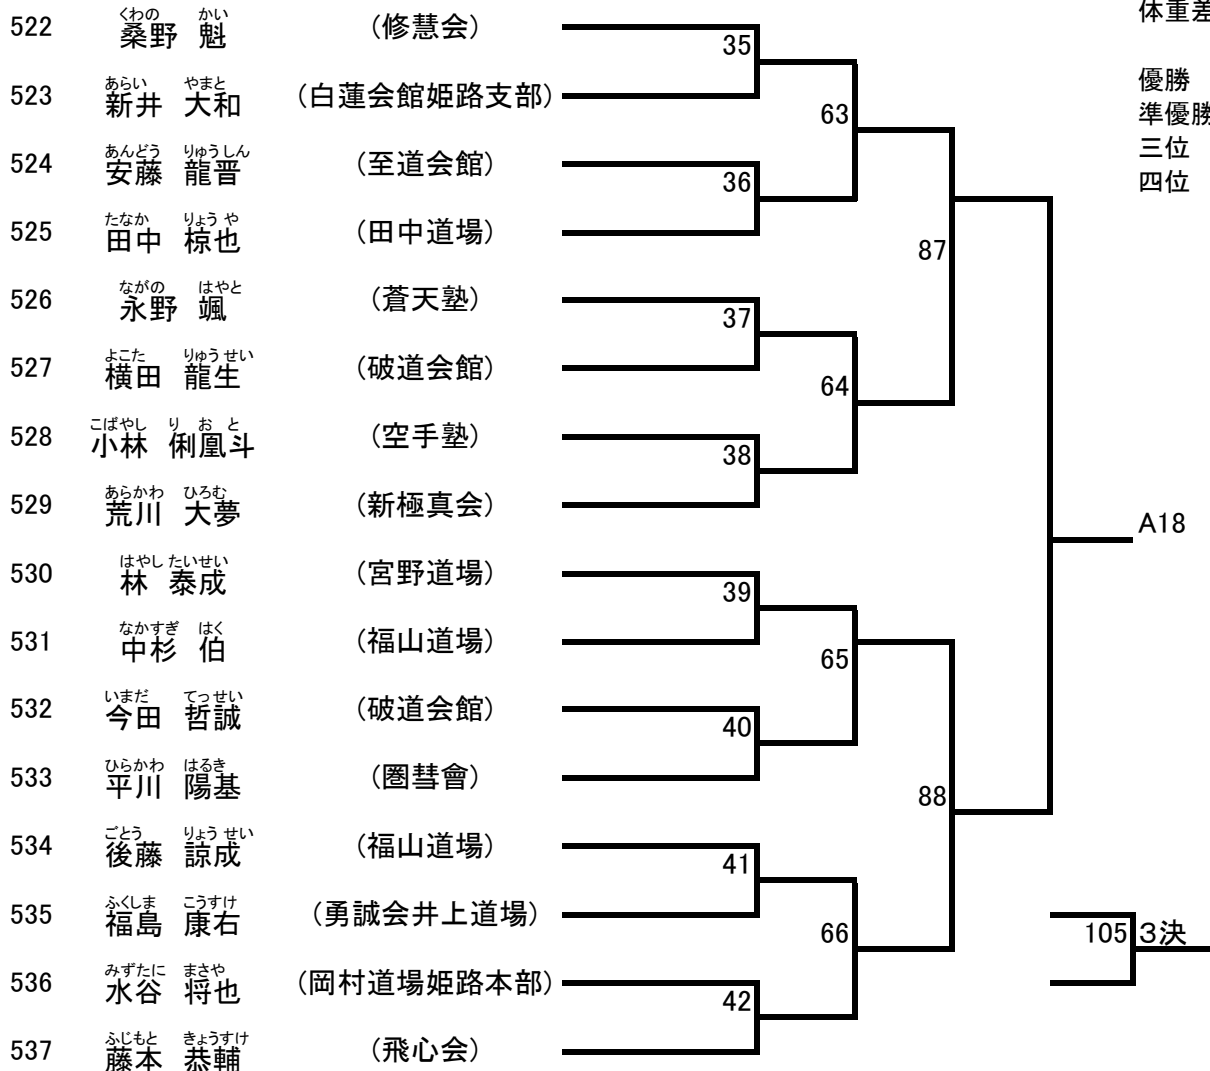 522 桑野 魁 くわの かい （修慧会）
35
523 新井 大和 あらい やまと （白蓮会館姫路支部）
63
524 安藤 龍晋 あんどう りゅうしん （至道会館）
36
525 田中 椋也 たなか りょうや （田中道場）
87
526 永野 颯 ながの はやと （蒼天塾）
37
527 横田 龍生 よこた りゅうせい （破道会館）
64
528 小林 俐凰斗 こばやし りおと （空手塾）
38
529 荒川 大夢 あらかわ ひろむ （新極真会）
A18
530 林 泰成 はやし たいせい （宮野道場）
39
531 中杉 伯 なかすぎ はく （福山道場）
65
532 今田 哲誠 いまだ てっせい （破道会館）
40
533 平川 陽基 ひらかわ はるき （圏彗會）
88
534 後藤 諒成 ごとう りょうせい （福山道場）
41
535 福島 康右 ふくしま こうすけ （勇誠会井上道場）
66
105 3決
536 水谷 将也 みずたに まさや （岡村道場姫路本部）
42
537 藤本 恭輔 ふじもと きょうすけ （飛心会）
体重差
優勝
準優勝
三位
四位